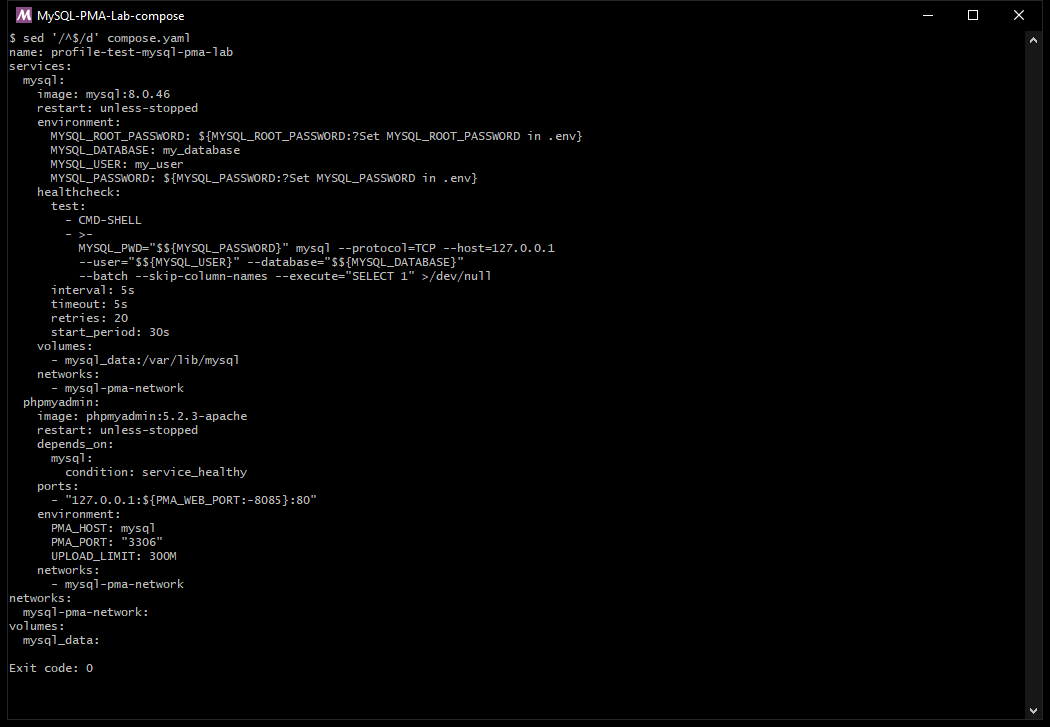 MySQL-PMA-Lab-compose
$ sed '/^$/d' compose.yaml
name: profile-test-mysql-pma-lab
services:
  mysql:
    image: mysql:8.0.46
    restart: unless-stopped
    environment:
      MYSQL_ROOT_PASSWORD: ${MYSQL_ROOT_PASSWORD:?Set MYSQL_ROOT_PASSWORD in .env}
      MYSQL_DATABASE: my_database
      MYSQL_USER: my_user
      MYSQL_PASSWORD: ${MYSQL_PASSWORD:?Set MYSQL_PASSWORD in .env}
    healthcheck:
      test:
        - CMD-SHELL
        - >-
          MYSQL_PWD="$${MYSQL_PASSWORD}" mysql --protocol=TCP --host=127.0.0.1
          --user="$${MYSQL_USER}" --database="$${MYSQL_DATABASE}"
          --batch --skip-column-names --execute="SELECT 1" >/dev/null
      interval: 5s
      timeout: 5s
      retries: 20
      start_period: 30s
    volumes:
      - mysql_data:/var/lib/mysql
    networks:
      - mysql-pma-network
  phpmyadmin:
    image: phpmyadmin:5.2.3-apache
    restart: unless-stopped
    depends_on:
      mysql:
        condition: service_healthy
    ports:
      - "127.0.0.1:${PMA_WEB_PORT:-8085}:80"
    environment:
      PMA_HOST: mysql
      PMA_PORT: "3306"
      UPLOAD_LIMIT: 300M
    networks:
      - mysql-pma-network
networks:
  mysql-pma-network:
volumes:
  mysql_data:

Exit code: 0